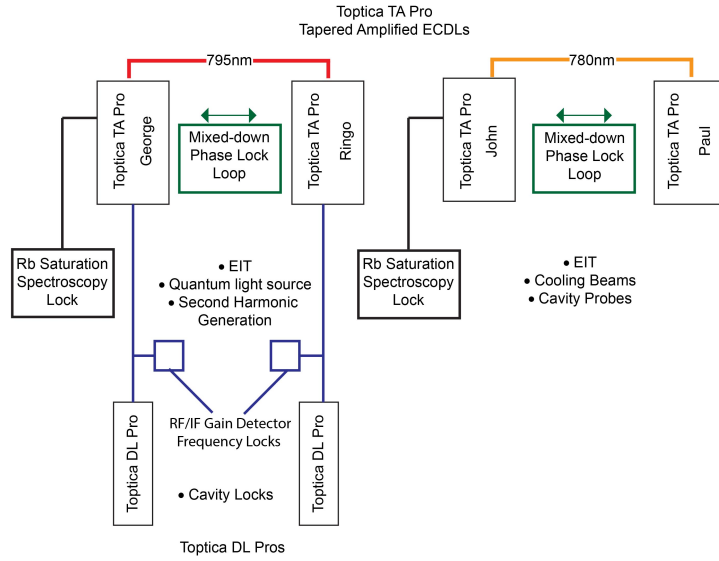 Toptica TA Pro
Tapered Amplified ECDLs
795nm
780nm
Toptica TA Pro
George
Mixed-down
Phase Lock
Loop
Toptica TA Pro
Ringo
Toptica TA Pro
John
Mixed-down
Phase Lock
Loop
Toptica TA Pro
Paul
Rb Saturation
Spectroscopy
Lock
• EIT
• Quantum light source
• Second Harmonic
Generation
Rb Saturation
Spectroscopy
Lock
• EIT
• Cooling Beams
• Cavity Probes
Toptica DL Pro
RF/IF Gain Detector
Frequency Locks
Toptica DL Pro
• Cavity Locks
Toptica DL Pros